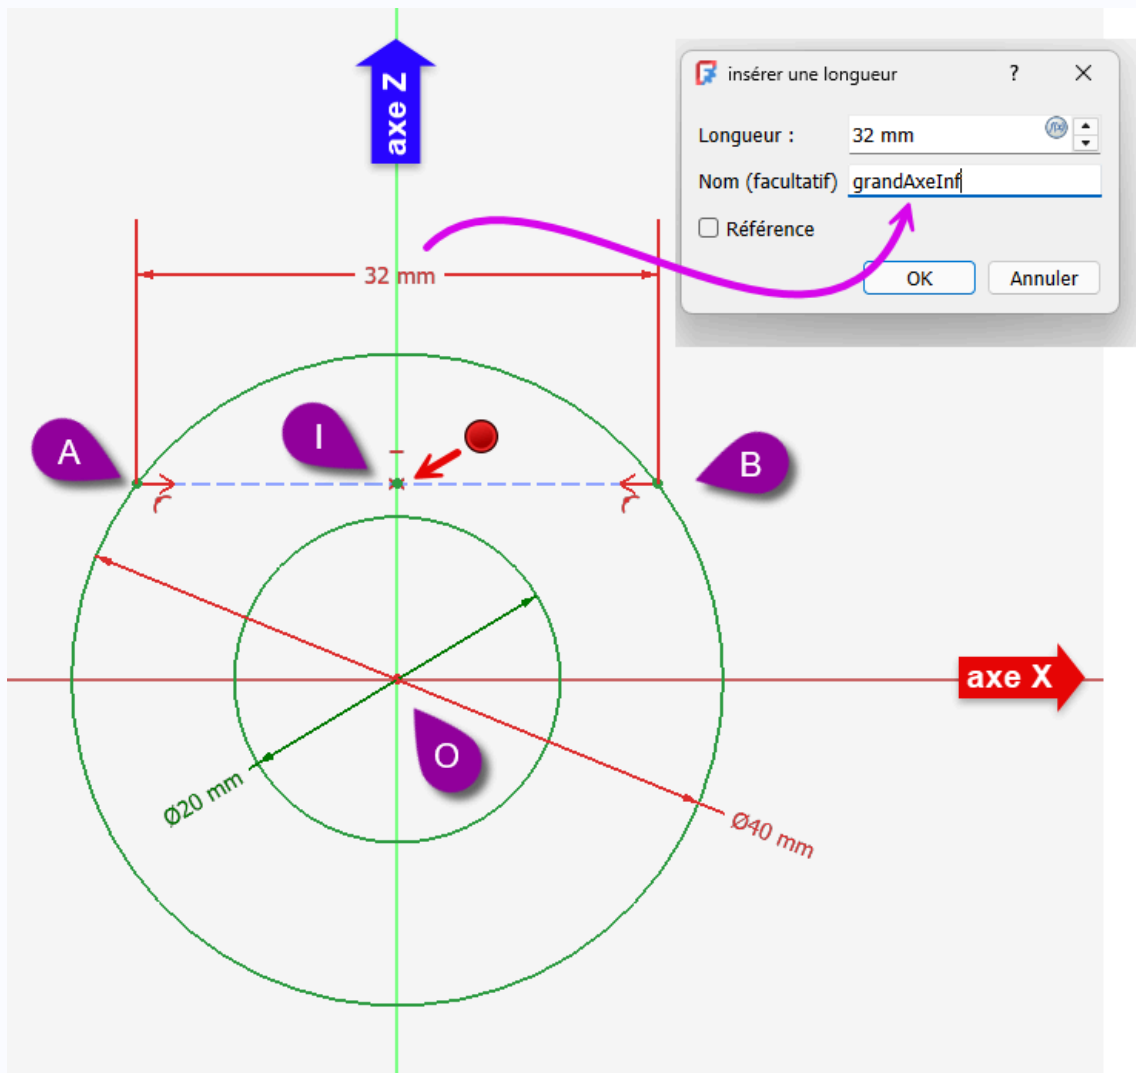 axe Z
insérer une longueur
?
Longueur :
32 mm
f(x)
Nom (facultatif)
grandAxeInf
Référence
OK
Annuler
32 mm
A
I
B
axe X
O
Ø20 mm
Ø40 mm